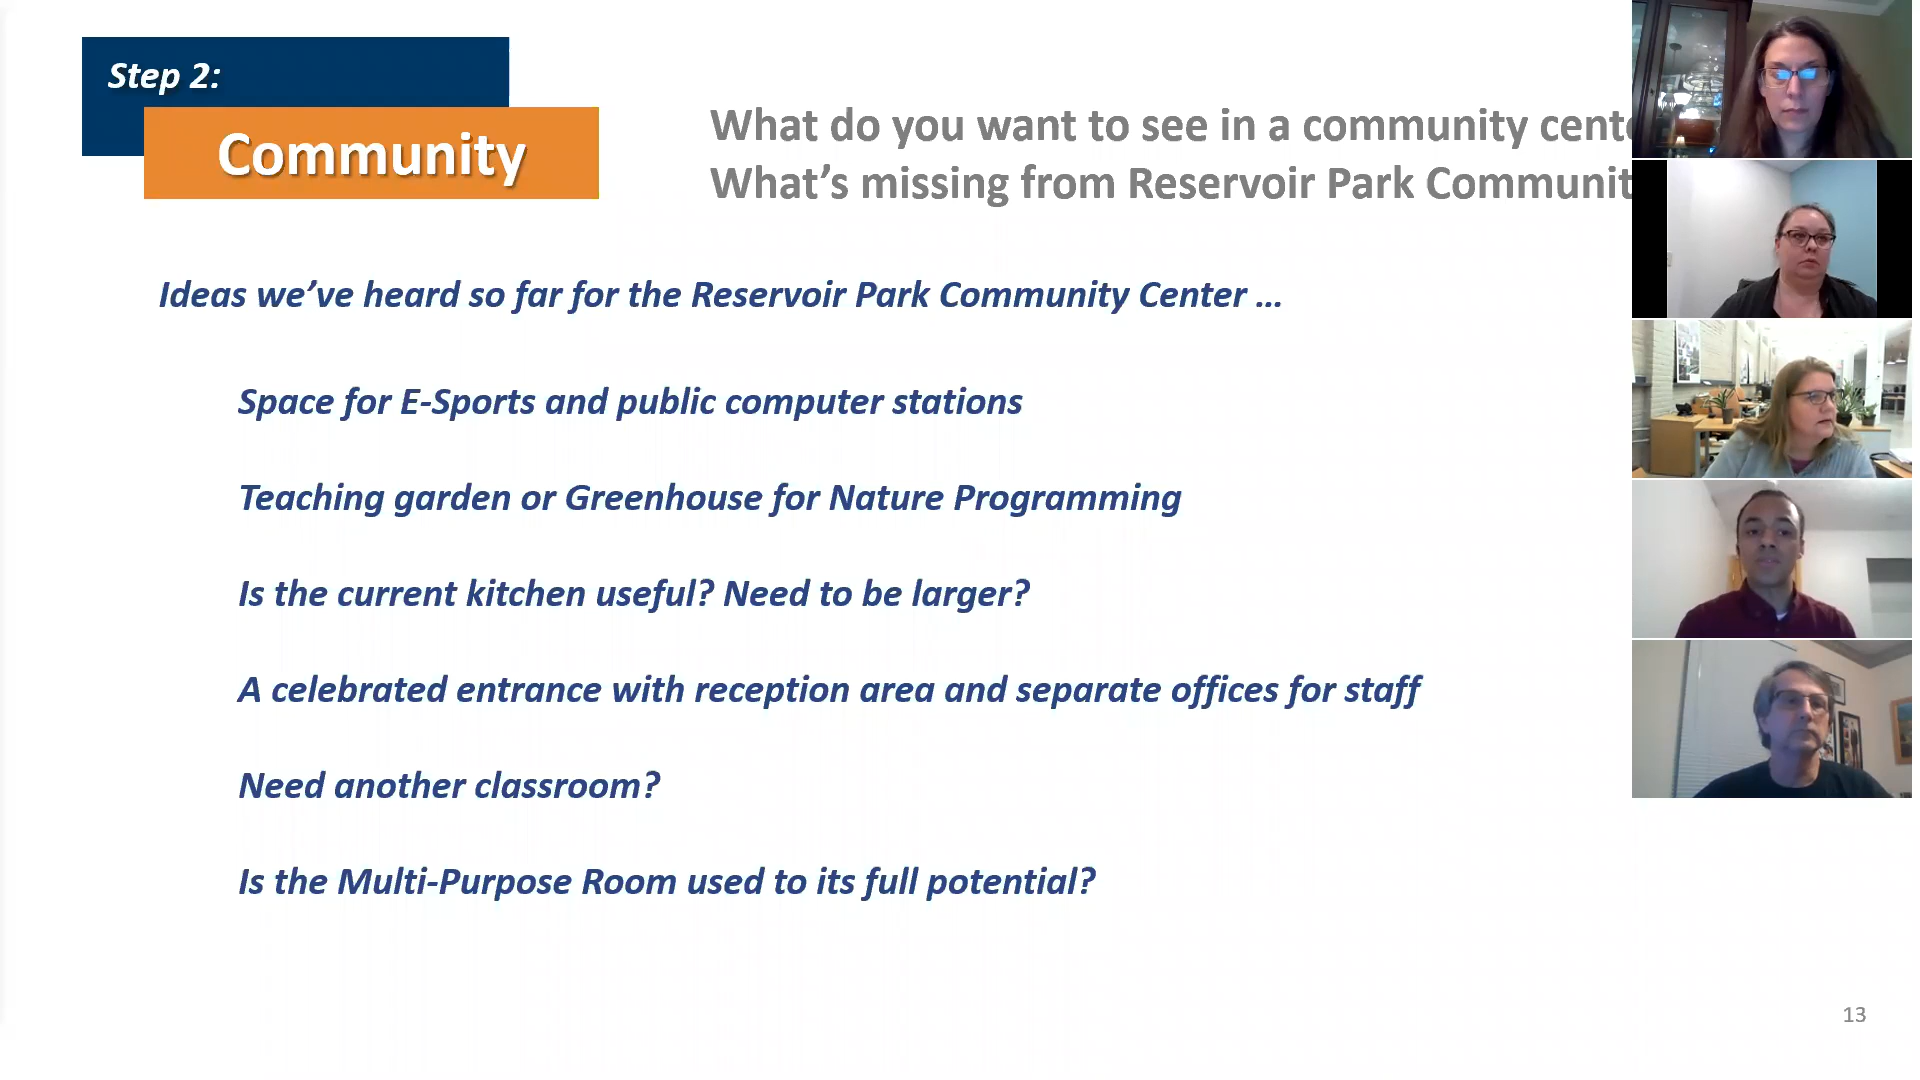 Step 2:
Community
What do you want to see in a community
What's missing from Reservoir Park
Ideas we've heard so far for the Reservoir Park Community Center ...
Space for E-Sports and public computer stations
Teaching garden or Greenhouse for Nature Programming
Is the current kitchen useful? Need to be larger?
A celebrated entrance with reception area and separate offices for staff
Need another classroom?
Is the Multi-Purpose Room used to its full potential?
13